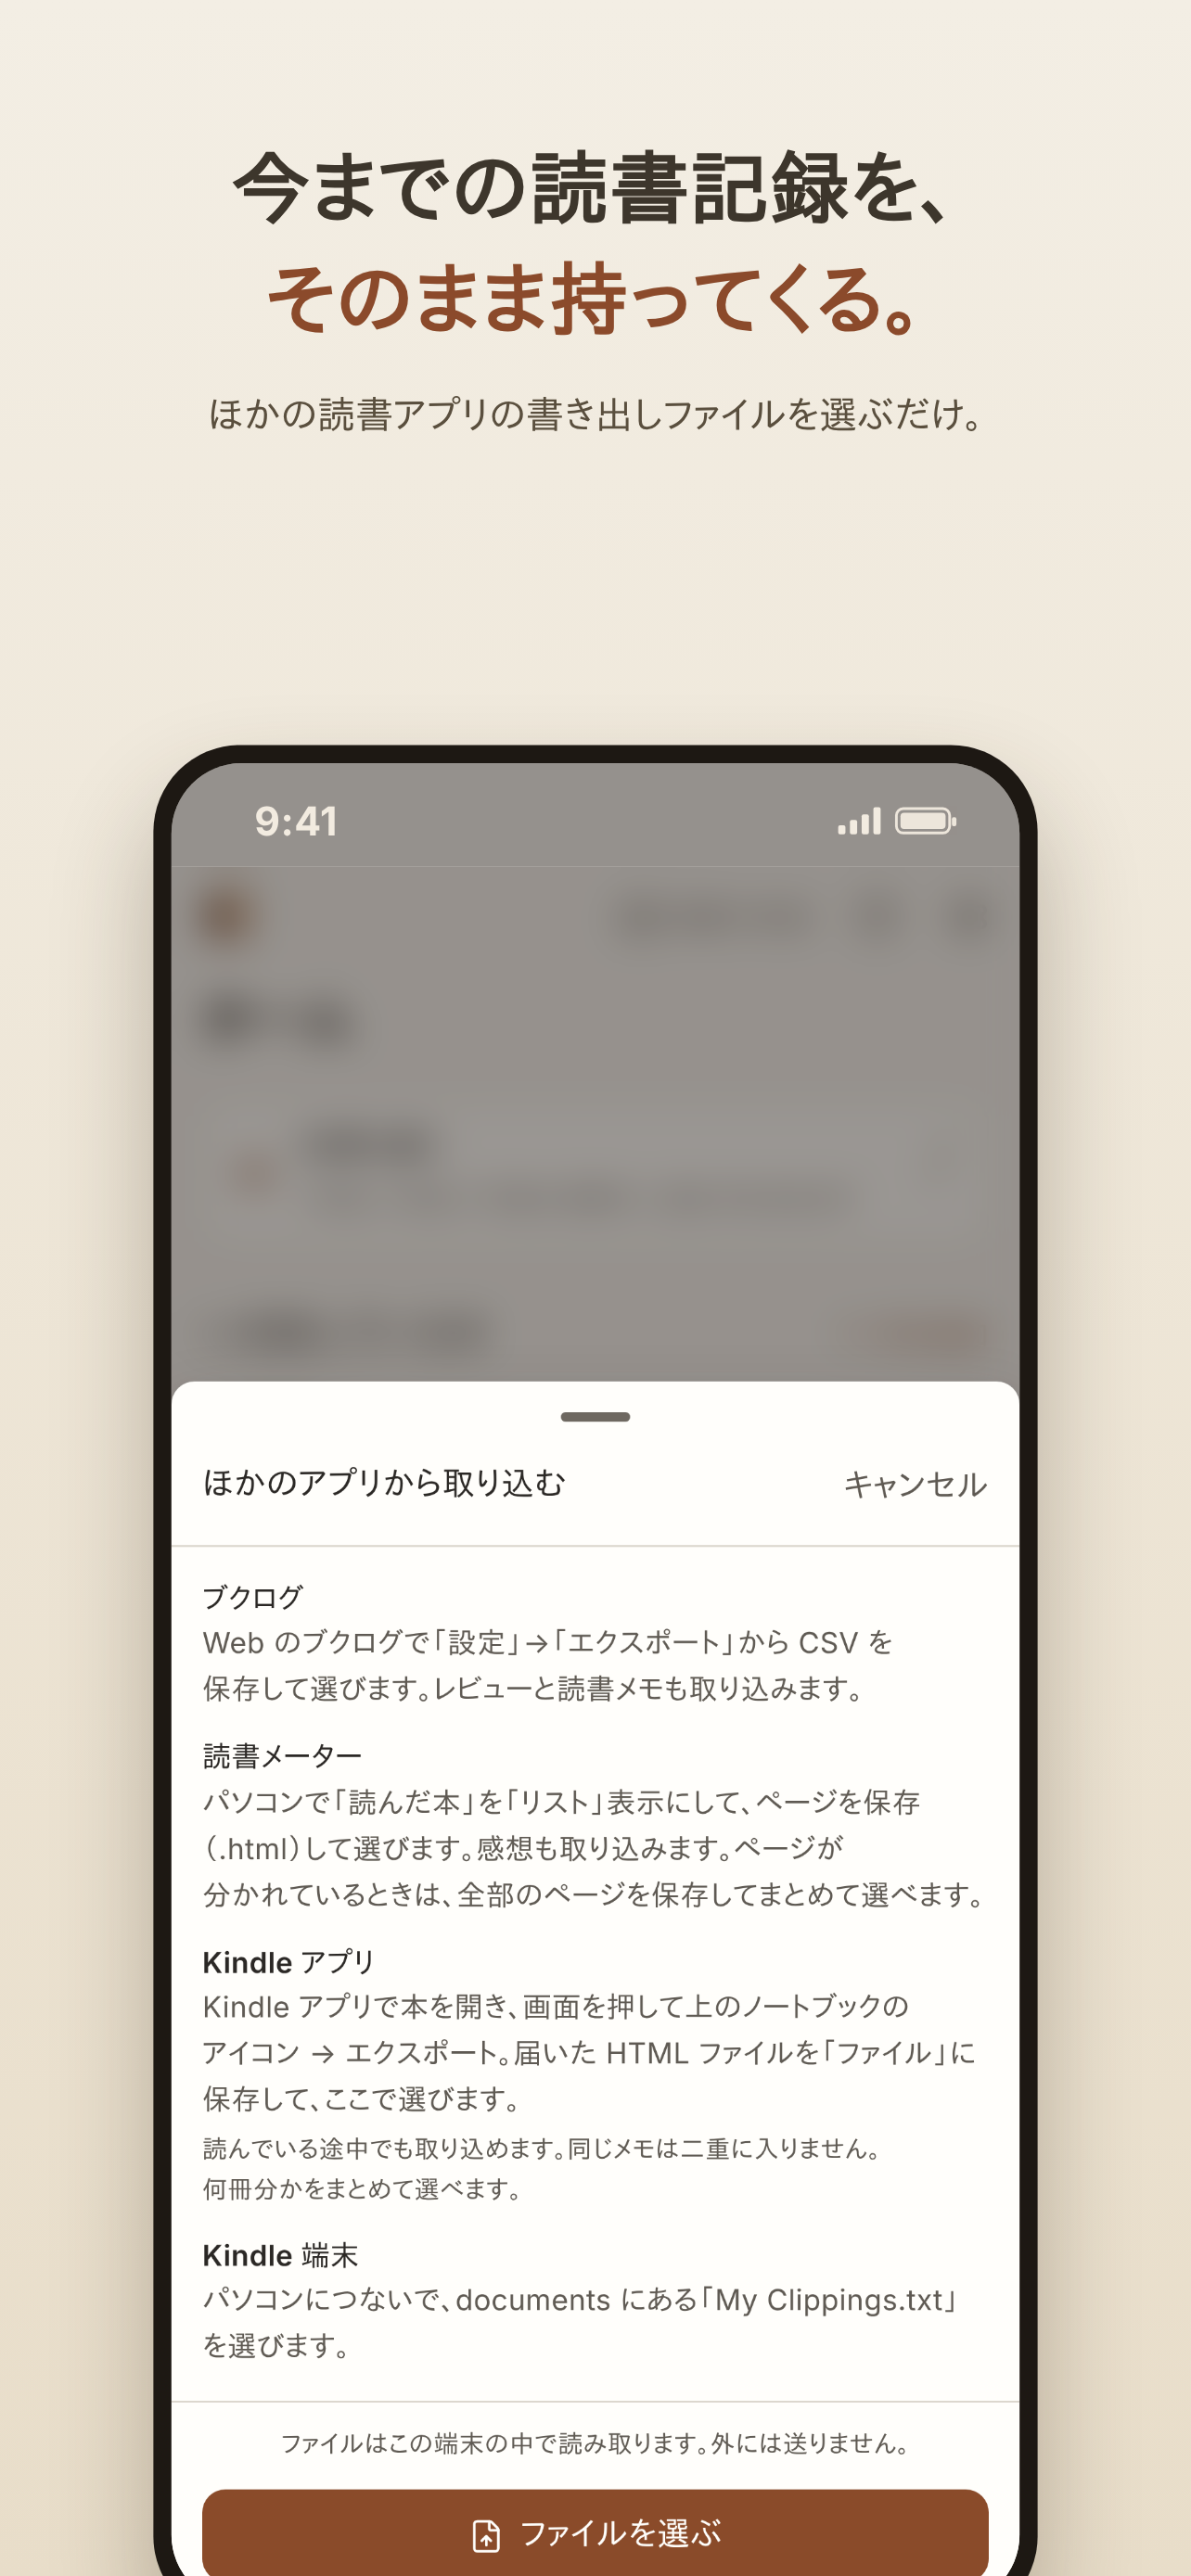 今までの読書記録を、
そのまま持ってくる。
ほかの読書アプリの書き出しファイルを選ぶだけ。
9:41
ほかのアプリから取り込む
キャンセル
ブクログ
Web のブクログで「設定」→「エクスポート」から CSV を
保存して選びます。レビューと読書メモも取り込みます。
読書メーター
パソコンで「読んだ本」を「リスト」表示にして、ページを保存
（.html）して選びます。感想も取り込みます。ページが
分かれているときは、全部のページを保存してまとめて選べます。
Kindle アプリ
Kindle アプリで本を開き、画面を押して上のノートブックの
アイコン → エクスポート。届いた HTML ファイルを「ファイル」に
保存して、ここで選びます。
読んでいる途中でも取り込めます。同じメモは二重に入りません。
何冊分かをまとめて選べます。
Kindle 端末
パソコンにつないで、documents にある「My Clippings.txt」
を選びます。
ファイルはこの端末の中で読み取ります。外には送りません。
ファイルを選ぶ